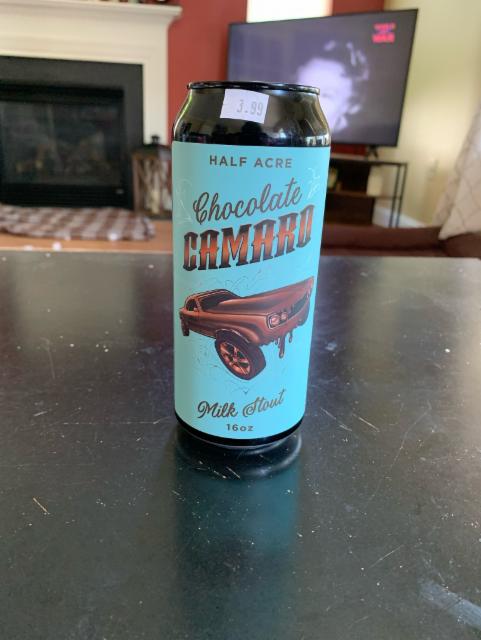 3.99
HALF ACRE
Chocolate
CAMARO
Milk Stout
16oz